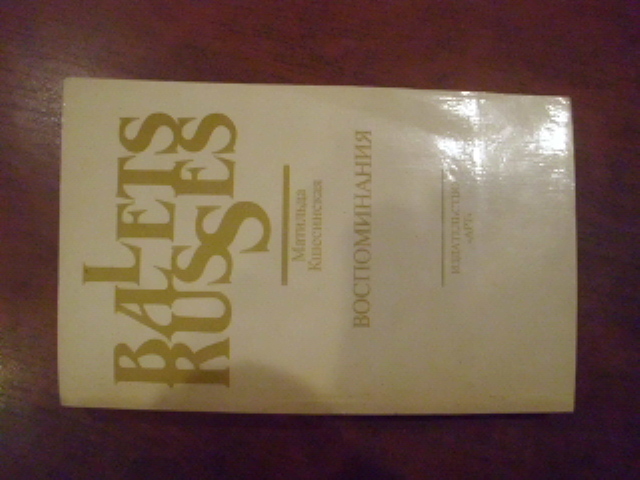 BALLETS
RUSSES
Матильда
Кшесинская
ВОСПОМИНАНИЯ
ИЗДАТЕЛЬСТВО
«АРТ»